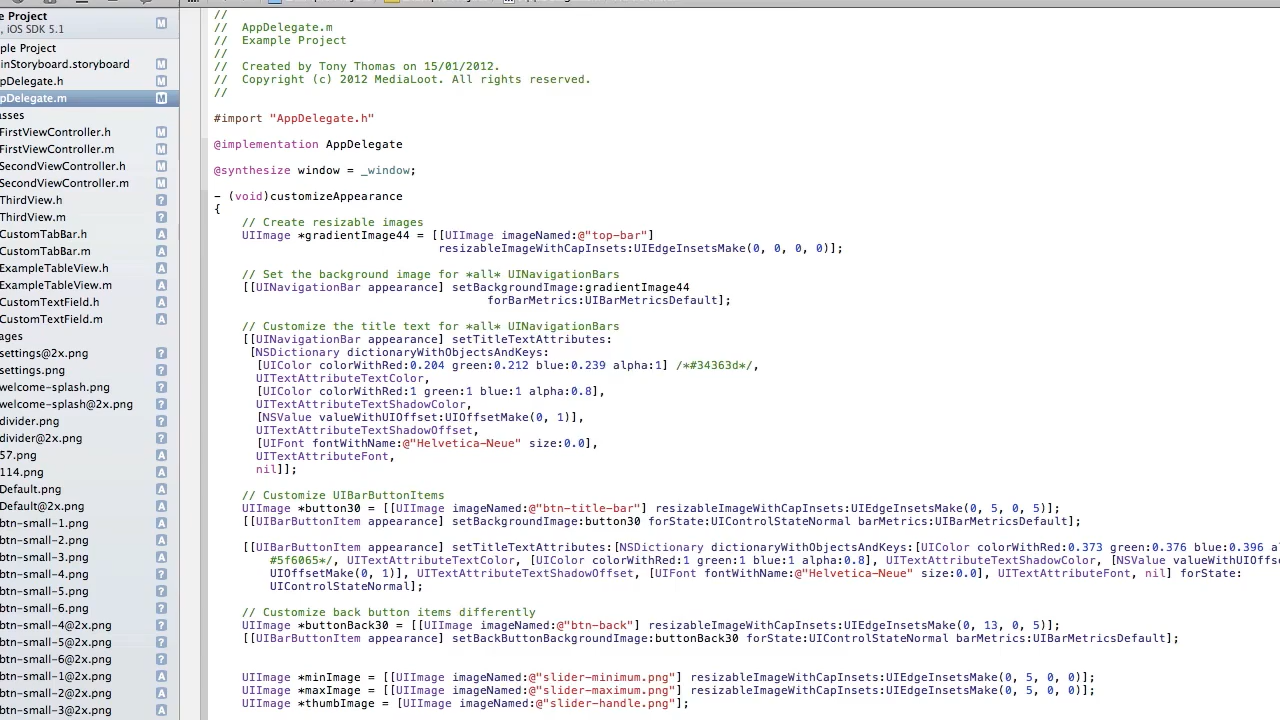 ple Project
, iOS SDK 5.1
M
ple Project
inStoryboard.storyboard M
pDelegate.h M
pDelegate.m M
asses
FirstViewController.h M
FirstViewController.m M
SecondViewController.h M
SecondViewController.m M
ThirdView.h ?
ThirdView.m ?
CustomTabBar.h A
CustomTabBar.m A
ExampleTableView.h A
ExampleTableView.m A
CustomTextField.h A
CustomTextField.m A
ages
settings@2x.png ?
settings.png ?
welcome-splash.png ?
welcome-splash@2x.png ?
divider.png ?
divider@2x.png ?
57.png A
114.png A
Default.png A
Default@2x.png A
btn-small-1.png A
btn-small-2.png A
btn-small-3.png A
btn-small-4.png ?
btn-small-5.png ?
btn-small-6.png ?
btn-small-4@2x.png ?
btn-small-5@2x.png ?
btn-small-6@2x.png ?
btn-small-1@2x.png A
btn-small-2@2x.png A
btn-small-3@2x.png A
//
// AppDelegate.m
// Example Project
//
// Created by Tony Thomas on 15/01/2012.
// Copyright (c) 2012 MediaLoot. All rights reserved.
//
#import "AppDelegate.h"
@implementation AppDelegate
@synthesize window = _window;
- (void)customizeAppearance
{
// Create resizable images
UIImage *gradientImage44 = [[UIImage imageNamed:@"top-bar"]
resizableImageWithCapInsets:UIEdgeInsetsMake(0, 0, 0, 0)];
// Set the background image for *all* UINavigationBars
[[UINavigationBar appearance] setBackgroundImage:gradientImage44
forBarMetrics:UIBarMetricsDefault];
// Customize the title text for *all* UINavigationBars
[[UINavigationBar appearance] setTitleTextAttributes:
[NSDictionary dictionaryWithObjectsAndKeys:
[UIColor colorWithRed:0.204 green:0.212 blue:0.239 alpha:1] /*#34363d*/,
UITextAttributeTextColor,
[UIColor colorWithRed:1 green:1 blue:1 alpha:0.8],
UITextAttributeTextShadowColor,
[NSValue valueWithUIOffset:UIOffsetMake(0, 1)],
UITextAttributeTextShadowOffset,
[UIFont fontWithName:@"Helvetica-Neue" size:0.0],
UITextAttributeFont,
nil]];
// Customize UIBarButtonItems
UIImage *button30 = [[UIImage imageNamed:@"btn-title-bar"] resizableImageWithCapInsets:UIEdgeInsetsMake(0, 5, 0, 5)];
[[UIBarButtonItem appearance] setBackgroundImage:button30 forState:UIControlStateNormal barMetrics:UIBarMetricsDefault];
[[UIBarButtonItem appearance] setTitleTextAttributes:[NSDictionary dictionaryWithObjectsAndKeys:[UIColor colorWithRed:0.373 green:0.376 blue:0.396 al
#5f6065*/, UITextAttributeTextColor, [UIColor colorWithRed:1 green:1 blue:1 alpha:0.8], UITextAttributeTextShadowColor, [NSValue valueWithUIOffse
UIOffsetMake(0, 1)], UITextAttributeTextShadowOffset, [UIFont fontWithName:@"Helvetica-Neue" size:0.0], UITextAttributeFont, nil] forState:
UIControlStateNormal];
// Customize back button items differently
UIImage *buttonBack30 = [[UIImage imageNamed:@"btn-back"] resizableImageWithCapInsets:UIEdgeInsetsMake(0, 13, 0, 5)];
[[UIBarButtonItem appearance] setBackButtonBackgroundImage:buttonBack30 forState:UIControlStateNormal barMetrics:UIBarMetricsDefault];
UIImage *minImage = [[UIImage imageNamed:@"slider-minimum.png"] resizableImageWithCapInsets:UIEdgeInsetsMake(0, 5, 0, 0)];
UIImage *maxImage = [[UIImage imageNamed:@"slider-maximum.png"] resizableImageWithCapInsets:UIEdgeInsetsMake(0, 5, 0, 0)];
UIImage *thumbImage = [UIImage imageNamed:@"slider-handle.png"];